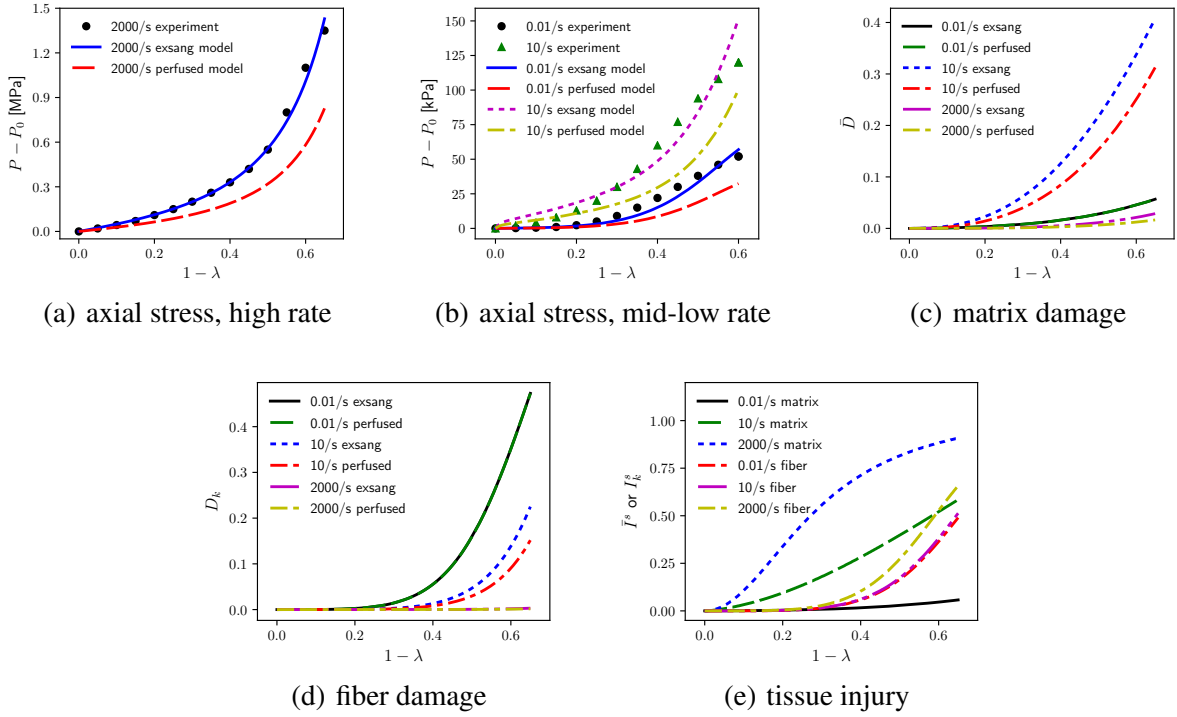 1.5
1.2
0.9
0.6
0.3
0.0
P − P₀ [MPa]
2000/s experiment
2000/s exsang model
2000/s perfused model
0.0 0.2 0.4 0.6
1 − λ
(a) axial stress, high rate
175
150
125
100
75
50
25
0
P − P₀ [kPa]
0.01/s experiment
10/s experiment
0.01/s exsang model
0.01/s perfused model
10/s exsang model
10/s perfused model
0.0 0.2 0.4 0.6
1 − λ
(b) axial stress, mid-low rate
0.4
0.3
0.2
0.1
0.0
D̄
0.01/s exsang
0.01/s perfused
10/s exsang
10/s perfused
2000/s exsang
2000/s perfused
0.0 0.2 0.4 0.6
1 − λ
(c) matrix damage
0.4
0.3
0.2
0.1
0.0
Dₖ
0.01/s exsang
0.01/s perfused
10/s exsang
10/s perfused
2000/s exsang
2000/s perfused
0.0 0.2 0.4 0.6
1 − λ
(d) fiber damage
1.00
0.75
0.50
0.25
0.00
Īˢ or Iₖˢ
0.01/s matrix
10/s matrix
2000/s matrix
0.01/s fiber
10/s fiber
2000/s fiber
0.0 0.2 0.4 0.6
1 − λ
(e) tissue injury